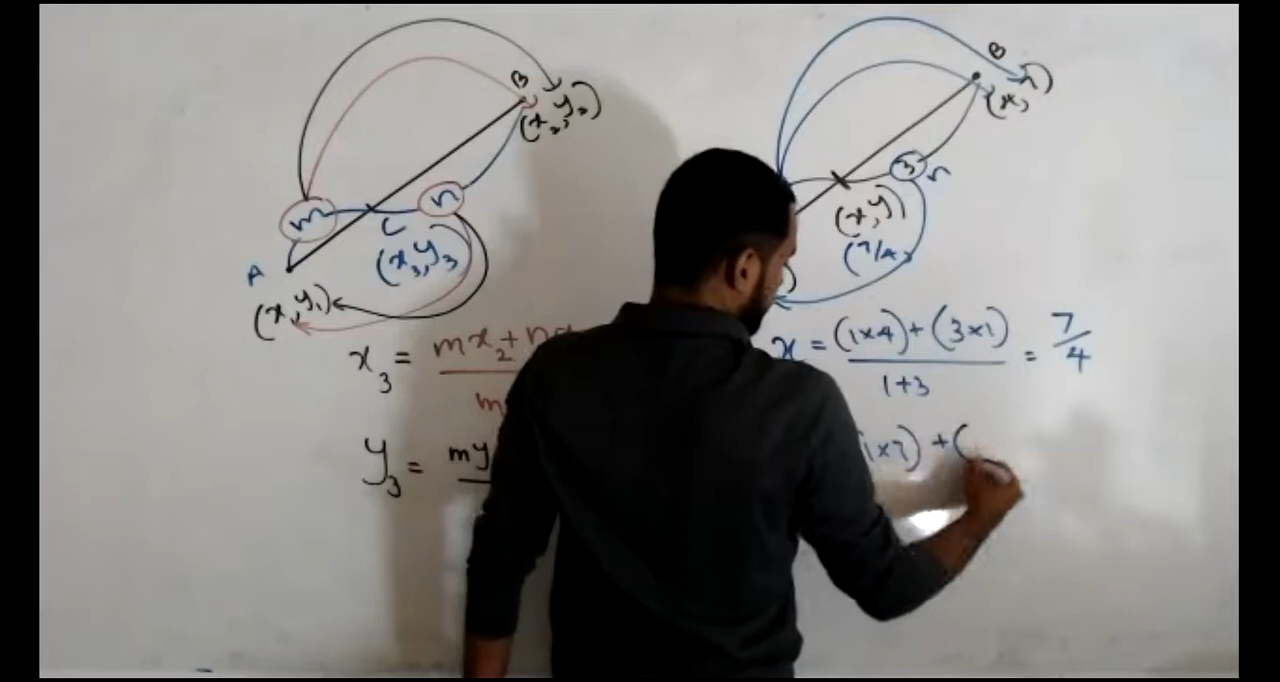 B
(x₂, y₂)
m
n
C
(x₃, y₃)
A
(x, y₁)
x₃ = mx₂ + n
m
y₃ = my
B
3
n
(x, y)
(7/4,
x = (1×4) + (3×1) / 1+3 = 7/4
1×7) + (